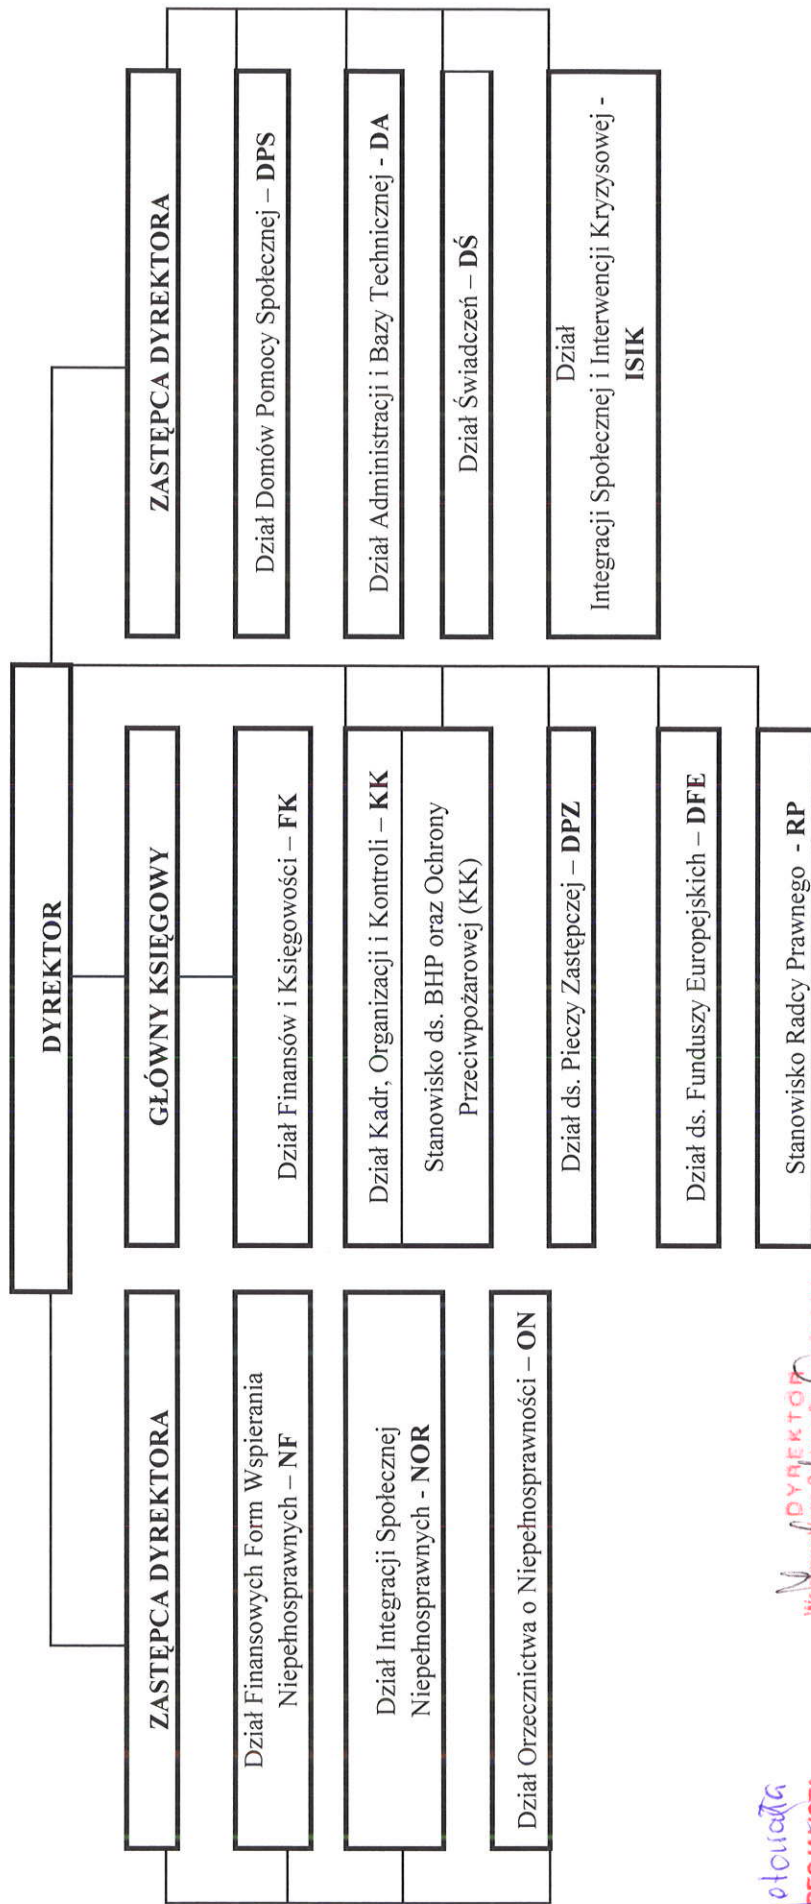 DYREKTOR
ZASTĘPCA DYREKTORA
Dział Finansowych Form Wspierania
Niepełnosprawnych – NF
Dział Integracji Społecznej
Niepełnosprawnych - NOR
Dział Orzecznictwa o Niepełnosprawności – ON
GŁÓWNY KSIĘGOWY
Dział Finansów i Księgowości – FK
Dział Kadr, Organizacji i Kontroli – KK
Stanowisko ds. BHP oraz Ochrony
Przeciwpożarowej (KK)
Dział ds. Pieczy Zastępczej – DPZ
Dział ds. Funduszy Europejskich – DFE
Stanowisko Radcy Prawnego - RP
ZASTĘPCA DYREKTORA
Dział Domów Pomocy Społecznej – DPS
Dział Administracji i Bazy Technicznej - DA
Dział Świadczeń – DŚ
Dział
Integracji Społecznej i Interwencji Kryzysowej -
ISIK
DYREKTOR